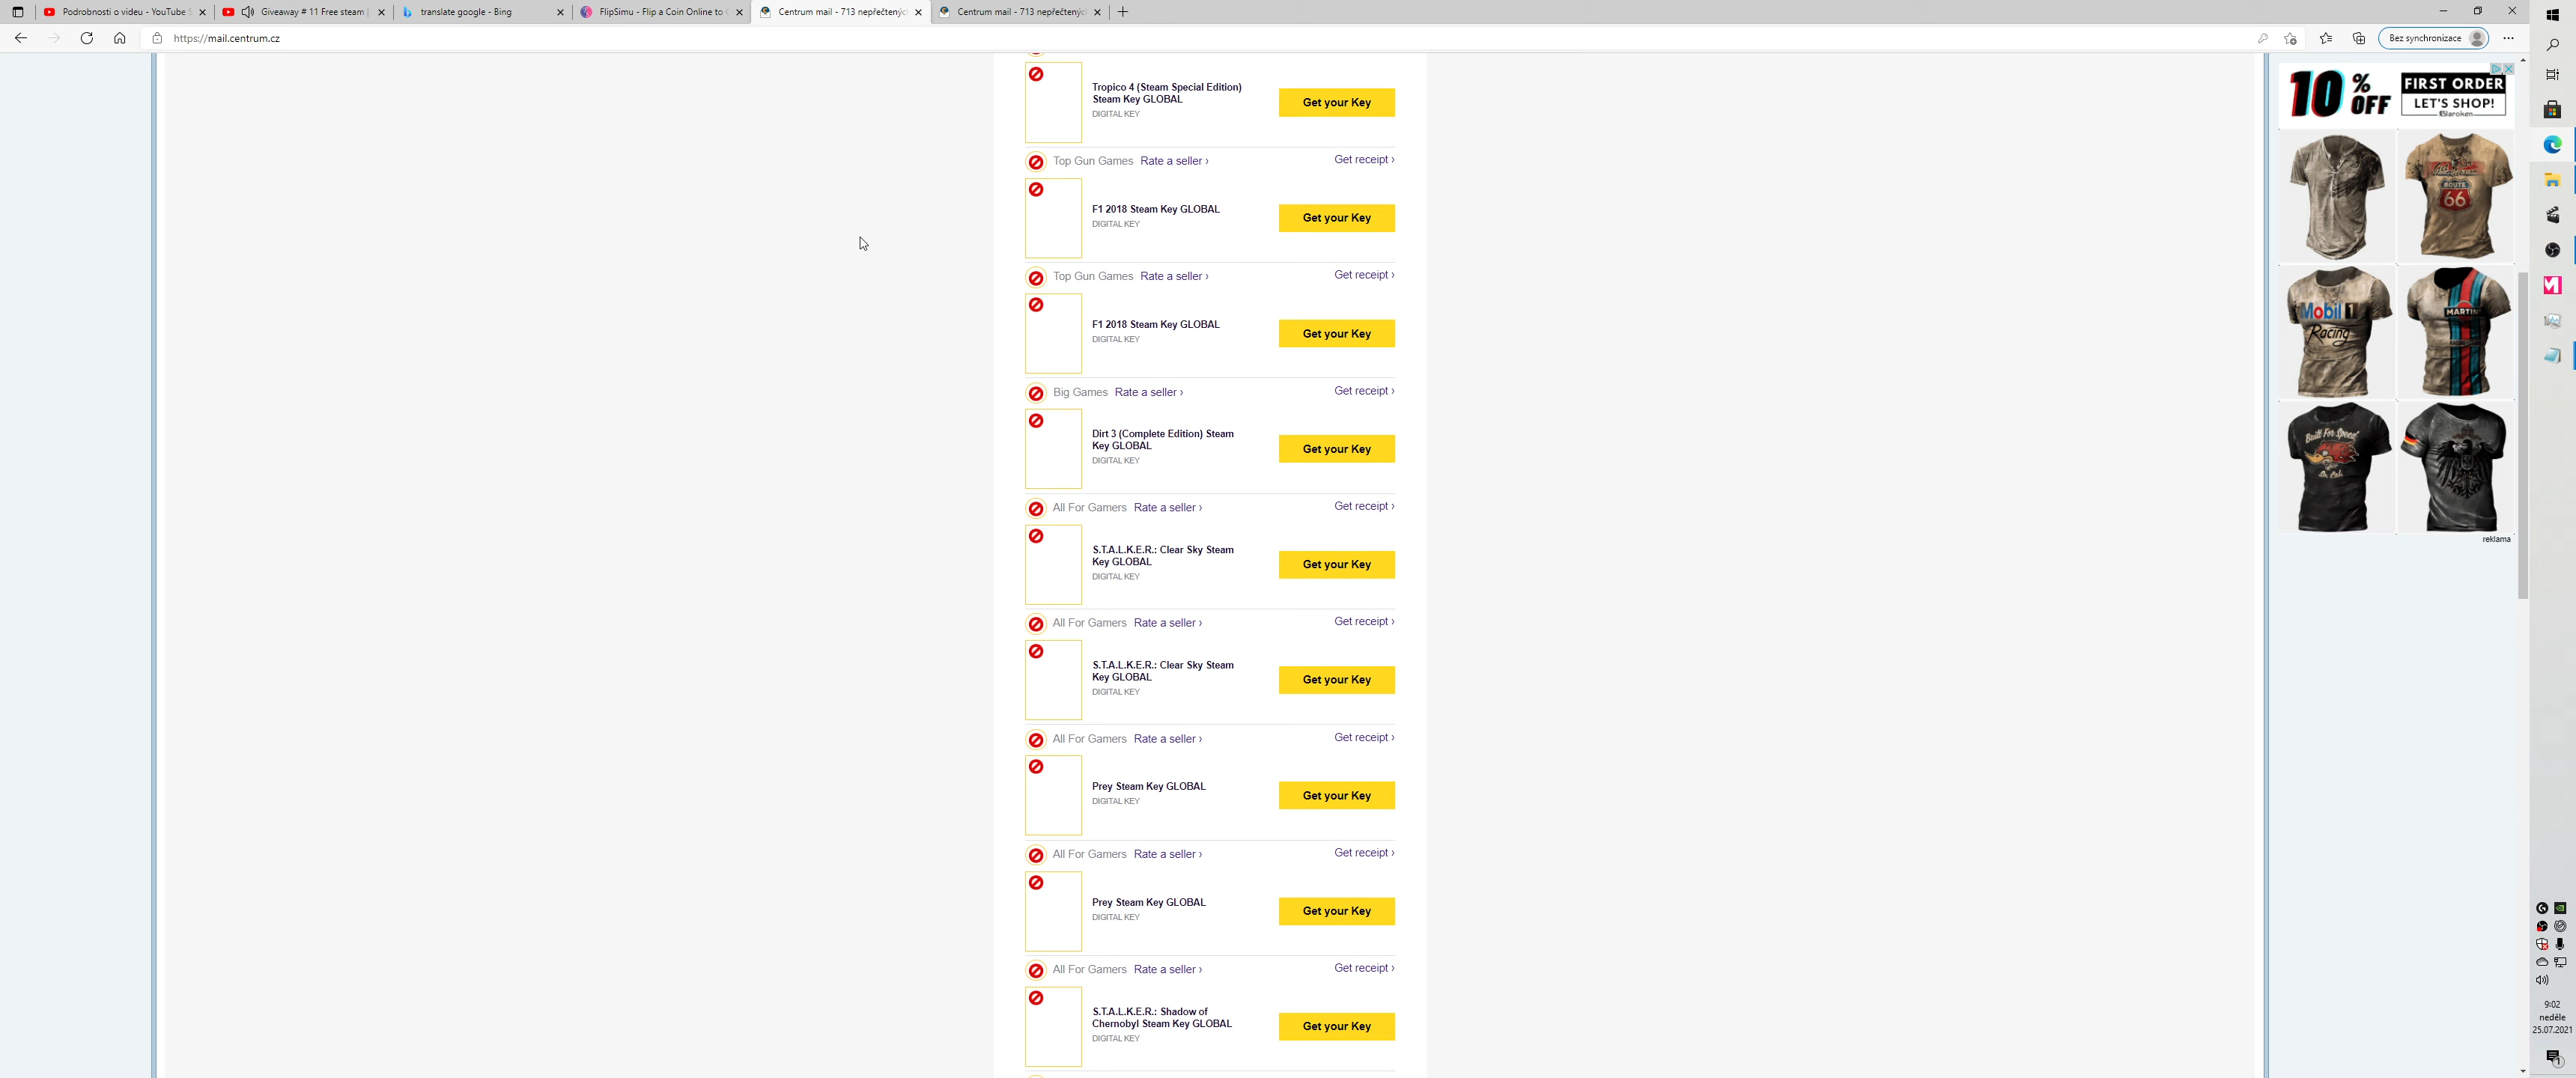 Podrobnosti o videu - YouTube S
Giveaway # 11 Free steam
translate google - Bing
FlipSimu - Flip a Coin Online to
Centrum mail - 713 nepřečtenýc
Centrum mail - 713 nepřečtenýc
https://mail.centrum.cz
Bez synchronizace
Tropico 4 (Steam Special Edition)
Steam Key GLOBAL
DIGITAL KEY
Get your Key
Top Gun Games Rate a seller ›
Get receipt ›
F1 2018 Steam Key GLOBAL
DIGITAL KEY
Get your Key
Top Gun Games Rate a seller ›
Get receipt ›
F1 2018 Steam Key GLOBAL
DIGITAL KEY
Get your Key
Big Games Rate a seller ›
Get receipt ›
Dirt 3 (Complete Edition) Steam
Key GLOBAL
DIGITAL KEY
Get your Key
All For Gamers Rate a seller ›
Get receipt ›
S.T.A.L.K.E.R.: Clear Sky Steam
Key GLOBAL
DIGITAL KEY
Get your Key
All For Gamers Rate a seller ›
Get receipt ›
S.T.A.L.K.E.R.: Clear Sky Steam
Key GLOBAL
DIGITAL KEY
Get your Key
All For Gamers Rate a seller ›
Get receipt ›
Prey Steam Key GLOBAL
DIGITAL KEY
Get your Key
All For Gamers Rate a seller ›
Get receipt ›
Prey Steam Key GLOBAL
DIGITAL KEY
Get your Key
All For Gamers Rate a seller ›
Get receipt ›
S.T.A.L.K.E.R.: Shadow of
Chernobyl Steam Key GLOBAL
DIGITAL KEY
Get your Key
10 % OFF
FIRST ORDER
LET'S SHOP!
ROUTE
66
Mobil 1
Racing
MARTINI
Built For Speed
reklama
9:02
neděle
25.07.2021
1